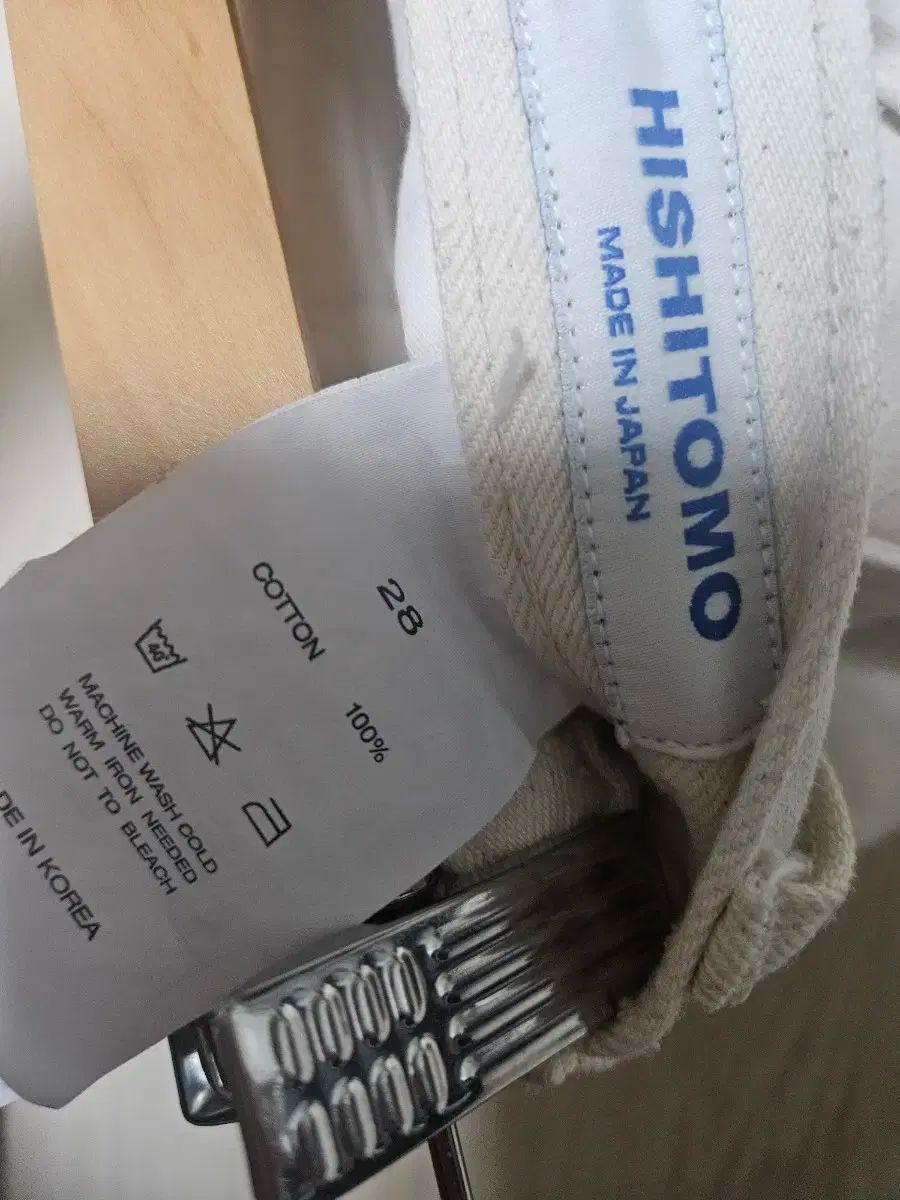 HISHITOMO
MADE IN JAPAN
28
COTTON 100%
40
MACHINE WASH COLD
WARM IRON NEEDED
DO NOT TO BLEACH
DE IN KOREA